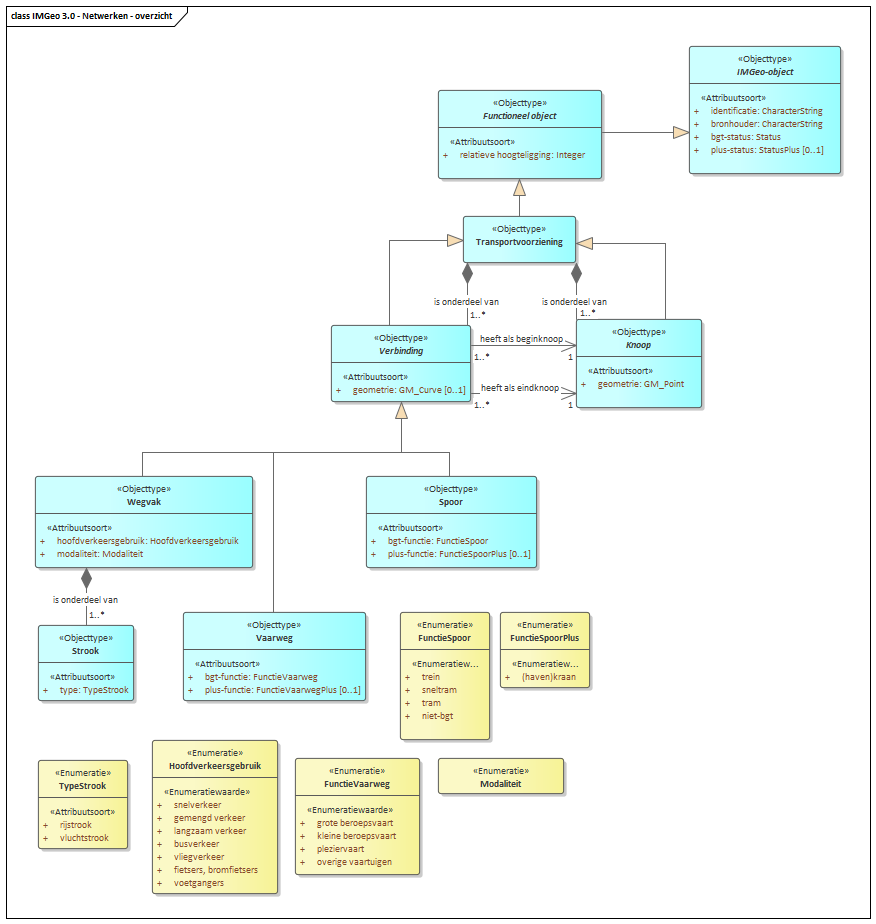 class IMGeo 3.0 - Netwerken - overzicht
«Objecttype»
IMGeo-object
«Attribuutsoort»
+ identificatie: CharacterString
+ bronhouder: CharacterString
+ bgt-status: Status
+ plus-status: StatusPlus [0..1]
«Objecttype»
Functioneel object
«Attribuutsoort»
+ relatieve hoogteligging: Integer
«Objecttype»
Transportvoorziening
is onderdeel van
1..*
is onderdeel van
1..*
«Objecttype»
Verbinding
«Attribuutsoort»
+ geometrie: GM_Curve [0..1]
heeft als beginknoop
1..*
1
heeft als eindknoop
1..*
1
«Objecttype»
Knoop
«Attribuutsoort»
+ geometrie: GM_Point
«Objecttype»
Wegvak
«Attribuutsoort»
+ hoofdverkeersgebruik: Hoofdverkeersgebruik
+ modaliteit: Modaliteit
«Objecttype»
Spoor
«Attribuutsoort»
+ bgt-functie: FunctieSpoor
+ plus-functie: FunctieSpoorPlus [0..1]
is onderdeel van
1..*
«Objecttype»
Strook
«Attribuutsoort»
+ type: TypeStrook
«Objecttype»
Vaarweg
«Attribuutsoort»
+ bgt-functie: FunctieVaarweg
+ plus-functie: FunctieVaarwegPlus [0..1]
«Enumeratie»
FunctieSpoor
«Enumeratiew...
+ trein
+ sneltram
+ tram
+ niet-bgt
«Enumeratie»
FunctieSpoorPlus
«Enumeratiew...
+ (haven)kraan
«Enumeratie»
TypeStrook
«Attribuutsoort»
+ rijstrook
+ vluchtstrook
«Enumeratie»
Hoofdverkeersgebruik
«Enumeratiewaarde»
+ snelverkeer
+ gemengd verkeer
+ langzaam verkeer
+ busverkeer
+ vliegverkeer
+ fietsers, bromfietsers
+ voetgangers
«Enumeratie»
FunctieVaarweg
«Enumeratiewaarde»
+ grote beroepsvaart
+ kleine beroepsvaart
+ pleziervaart
+ overige vaartuigen
«Enumeratie»
Modaliteit